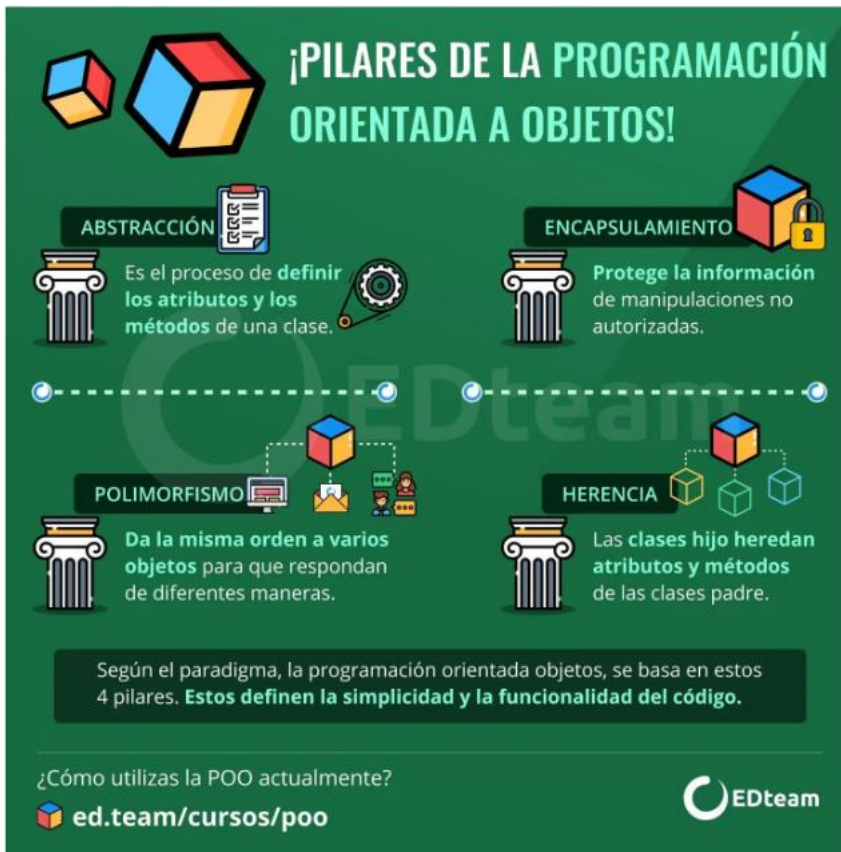 ¡PILARES DE LA PROGRAMACIÓN
ORIENTADA A OBJETOS!
ABSTRACCIÓN
Es el proceso de definir
los atributos y los
métodos de una clase.
ENCAPSULAMIENTO
Protege la información
de manipulaciones no
autorizadas.
EDteam
POLIMORFISMO
Da la misma orden a varios
objetos para que respondan
de diferentes maneras.
HERENCIA
Las clases hijo heredan
atributos y métodos
de las clases padre.
Según el paradigma, la programación orientada objetos, se basa en estos
4 pilares. Estos definen la simplicidad y la funcionalidad del código.
¿Cómo utilizas la POO actualmente?
ed.team/cursos/poo
EDteam